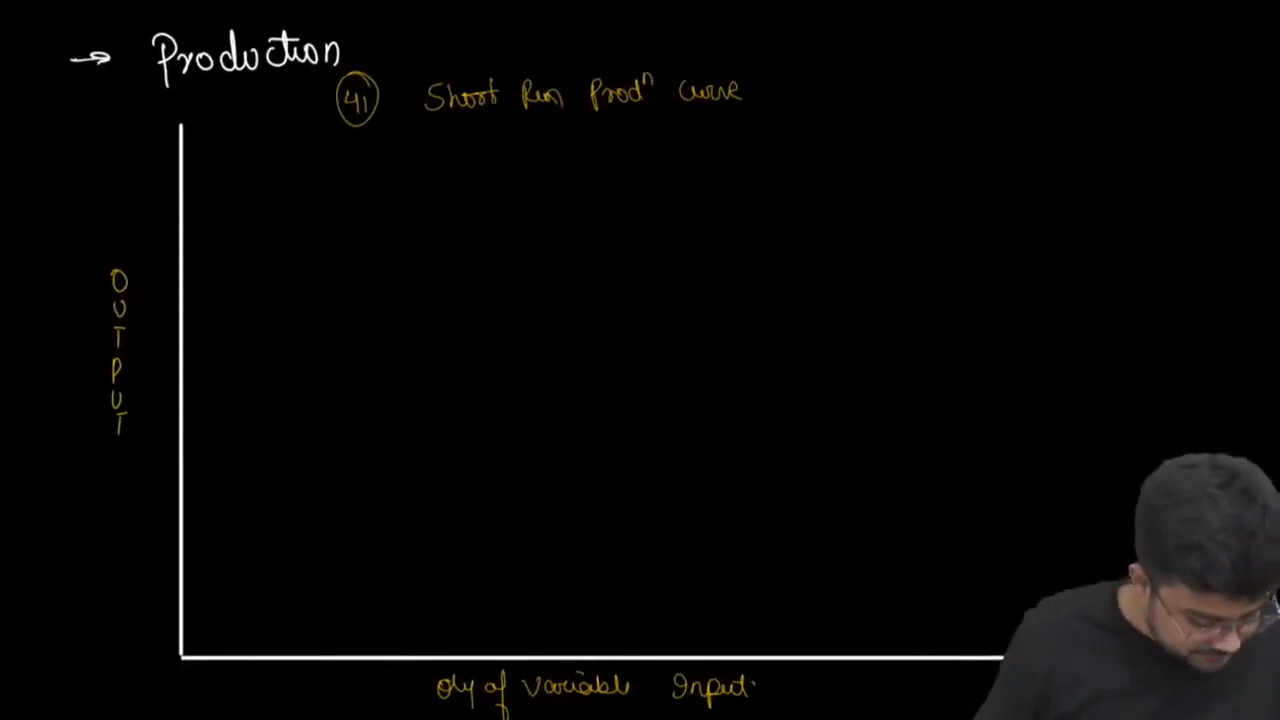 → Production
41 Short Run Prodⁿ Curve
OUTPUT
Qty of Variable Input